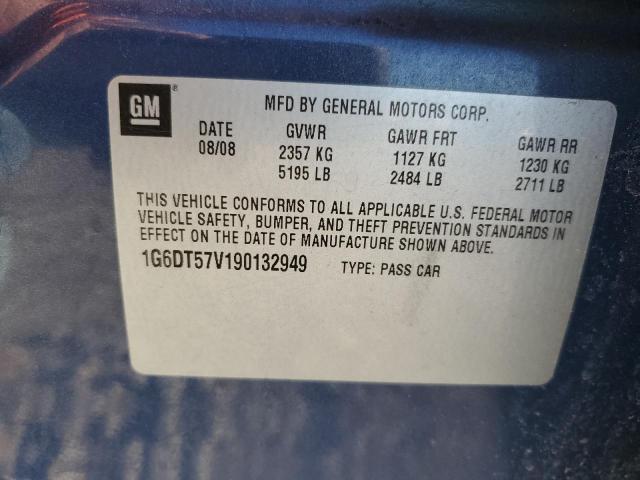 GM®
MFD BY GENERAL MOTORS CORP.
DATE GVWR GAWR FRT GAWR RR
08/08 2357 KG 1127 KG 1230 KG
5195 LB 2484 LB 2711 LB
THIS VEHICLE CONFORMS TO ALL APPLICABLE U.S. FEDERAL MOTOR
VEHICLE SAFETY, BUMPER, AND THEFT PREVENTION STANDARDS IN
EFFECT ON THE DATE OF MANUFACTURE SHOWN ABOVE.
1G6DT57V190132949 TYPE: PASS CAR